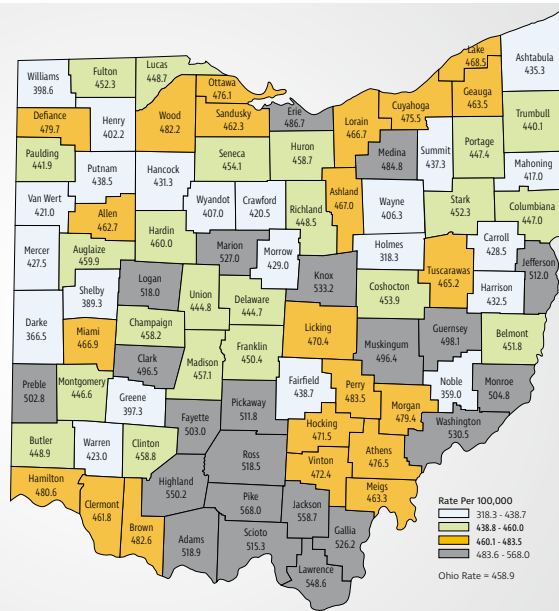 Williams
398.6
Fulton
452.3
Lucas
448.7
Ottawa
476.1
Lake
468.5
Ashtabula
435.3
Defiance
479.7
Henry
402.2
Wood
482.2
Sandusky
462.3
Erie
486.7
Lorain
466.7
Cuyahoga
475.5
Geauga
463.5
Trumbull
440.1
Paulding
441.9
Putnam
438.5
Hancock
431.3
Seneca
454.1
Huron
458.7
Medina
484.8
Summit
437.3
Portage
447.4
Mahoning
417.0
Van Wert
421.0
Allen
462.7
Wyandot
407.0
Crawford
420.5
Richland
448.5
Ashland
467.0
Wayne
406.3
Stark
452.3
Columbiana
447.0
Mercer
427.5
Auglaize
459.9
Hardin
460.0
Marion
527.0
Morrow
429.0
Knox
533.2
Holmes
318.3
Tuscarawas
465.2
Carroll
428.5
Jefferson
512.0
Shelby
389.3
Logan
518.0
Union
444.8
Delaware
444.7
Coshocton
453.9
Harrison
432.5
Darke
366.5
Miami
466.9
Champaign
458.2
Licking
470.4
Muskingum
496.4
Guernsey
498.1
Belmont
451.8
Clark
496.5
Madison
457.1
Franklin
450.4
Preble
502.8
Montgomery
446.6
Greene
397.3
Fayette
503.0
Pickaway
511.8
Fairfield
438.7
Perry
483.5
Morgan
479.4
Noble
359.0
Monroe
504.8
Washington
530.5
Butler
448.9
Warren
423.0
Clinton
458.8
Ross
518.5
Hocking
471.5
Vinton
472.4
Athens
476.5
Meigs
463.3
Hamilton
480.6
Clermont
461.8
Brown
482.6
Highland
550.2
Pike
568.0
Jackson
558.7
Gallia
526.2
Adams
518.9
Scioto
515.3
Lawrence
548.6
Rate Per 100,000
318.3 - 438.7
438.8 - 460.0
460.1 - 483.5
483.6 - 568.0
Ohio Rate = 458.9